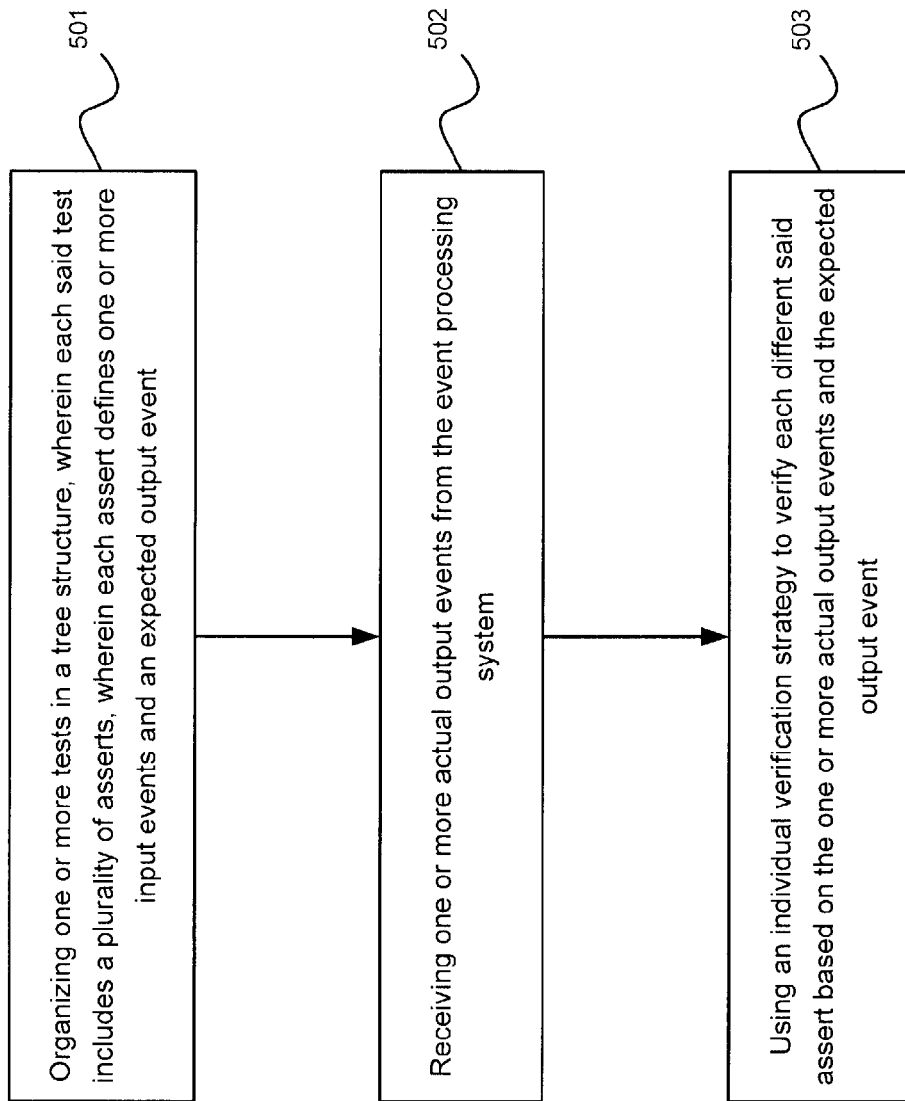 Organizing one or more tests in a tree structure, wherein each said test
includes a plurality of asserts, wherein each assert defines one or more
input events and an expected output event
501
Receiving one or more actual output events from the event processing
system
502
Using an individual verification strategy to verify each different said
assert based on the one or more actual output events and the expected
output event
503